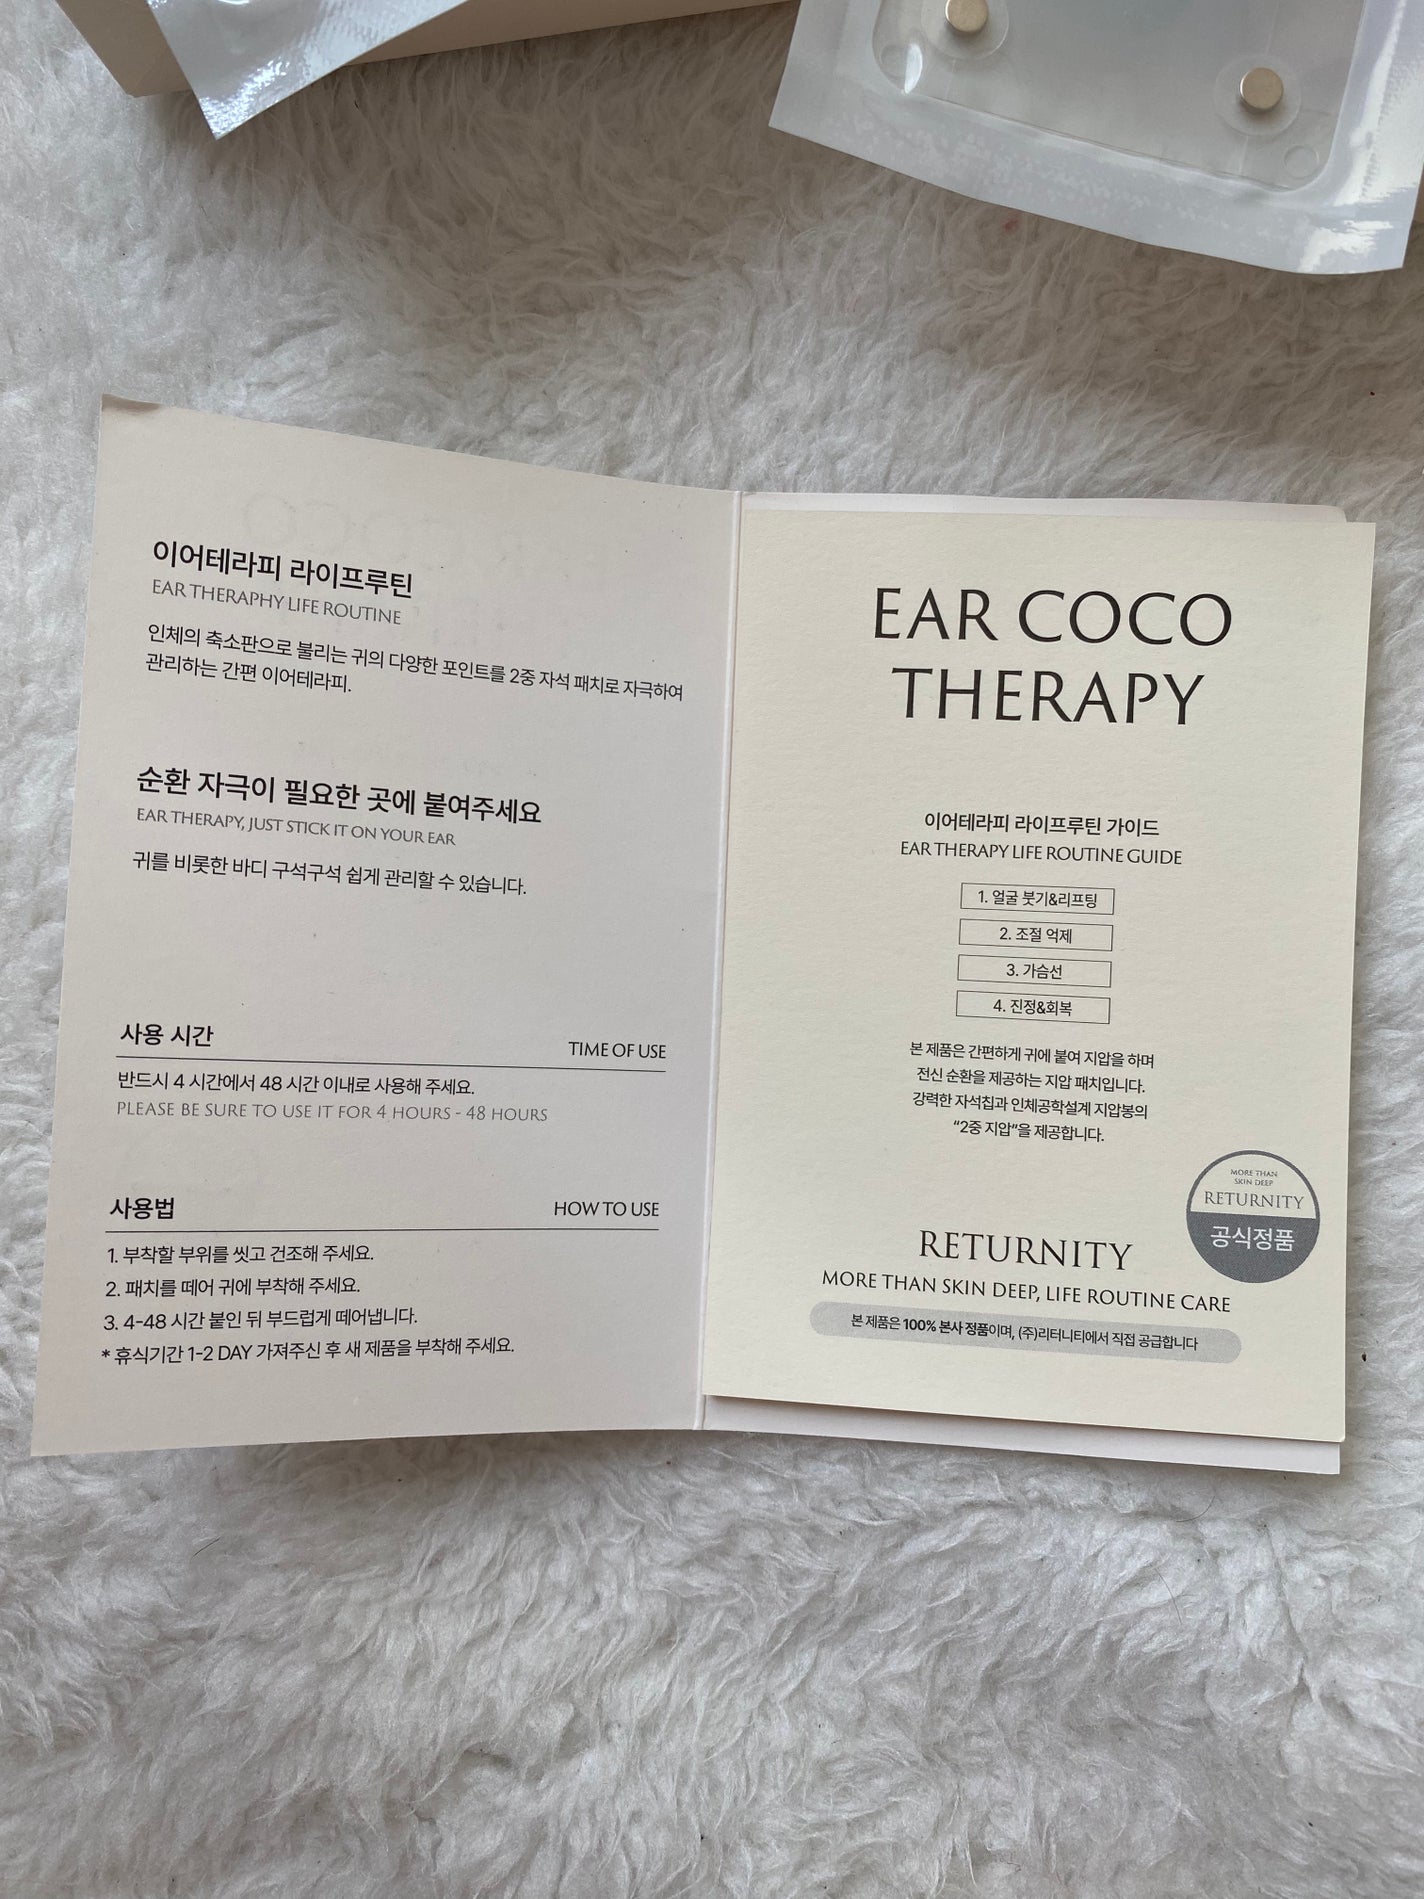 이어테라피 라이프루틴
EAR THERAPHY LIFE ROUTINE
인체의 축소판으로 불리는 귀의 다양한 포인트를 2중 자석 패치로 자극하여
관리하는 간편 이어테라피.
순환 자극이 필요한 곳에 붙여주세요
EAR THERAPY, JUST STICK IT ON YOUR EAR
귀를 비롯한 바디 구석구석 쉽게 관리할 수 있습니다.
사용 시간
TIME OF USE
반드시 4 시간에서 48 시간 이내로 사용해 주세요.
PLEASE BE SURE TO USE IT FOR 4 HOURS - 48 HOURS
사용법
HOW TO USE
1. 부착할 부위를 씻고 건조해 주세요.
2. 패치를 떼어 귀에 부착해 주세요.
3. 4-48 시간 붙인 뒤 부드럽게 떼어냅니다.
* 휴식기간 1-2 DAY 가져주신 후 새 제품을 부착해 주세요.
EAR COCO
THERAPY
이어테라피 라이프루틴 가이드
EAR THERAPY LIFE ROUTINE GUIDE
1. 얼굴 붓기&리프팅
2. 조절 억제
3. 가슴선
4. 진정&회복
본 제품은 간편하게 귀에 붙여 지압을 하며
전신 순환을 제공하는 지압 패치입니다.
강력한 자석칩과 인체공학설계 지압봉의
“2중 지압”을 제공합니다.
MORE THAN
SKIN DEEP
RETURNITY
공식정품
RETURNITY
MORE THAN SKIN DEEP, LIFE ROUTINE CARE
본 제품은 100% 본사 정품이며, (주)리터니티에서 직접 공급합니다